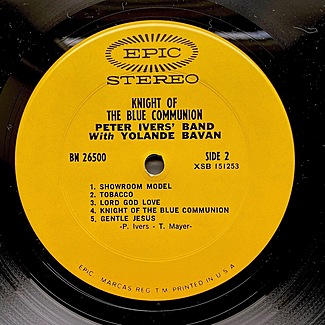 EPIC
STEREO
KNIGHT OF
THE BLUE COMMUNION
PETER IVERS' BAND
With YOLANDE BAVAN
BN 26500
SIDE 2
XSB 151253
1. SHOWROOM MODEL
2. TOBACCO
3. LORD GOD LOVE
4. KNIGHT OF THE BLUE COMMUNION
5. GENTLE JESUS
-P. Ivers - T. Mayer-
EPIC, MARCAS REG. T M PRINTED IN U.S.A